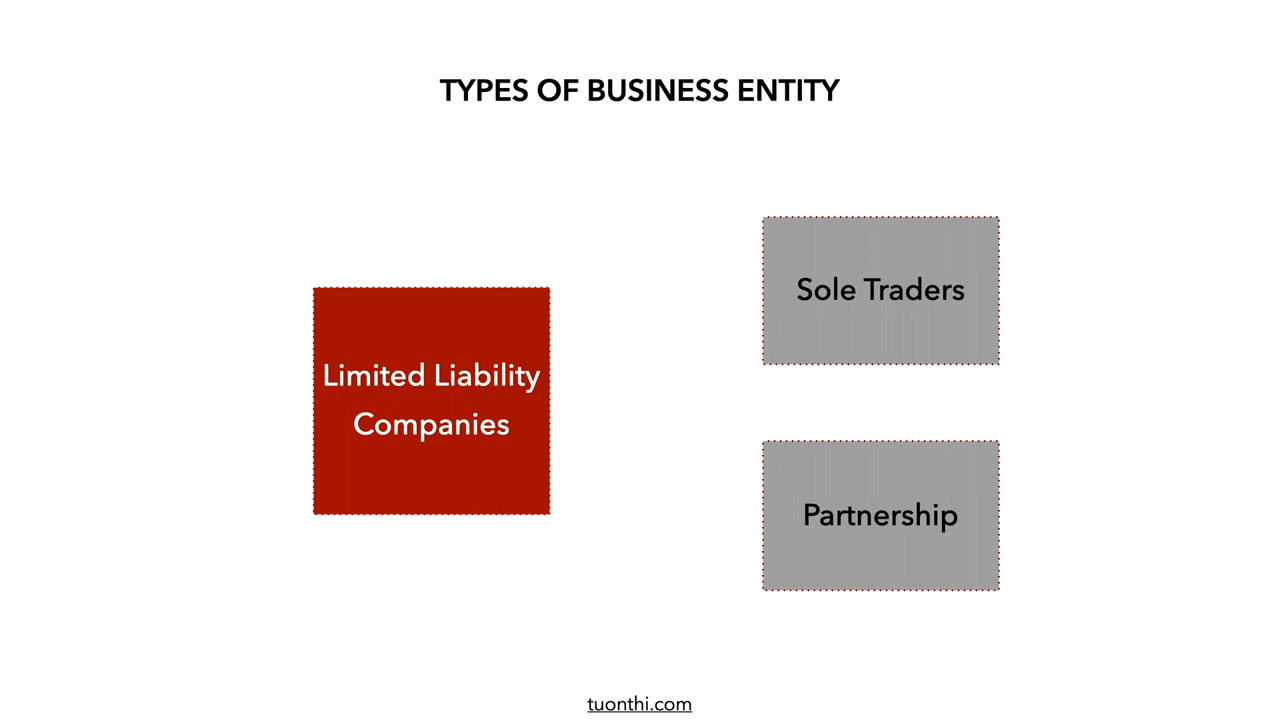 TYPES OF BUSINESS ENTITY
Limited Liability
Companies
Sole Traders
Partnership
tuonthi.com